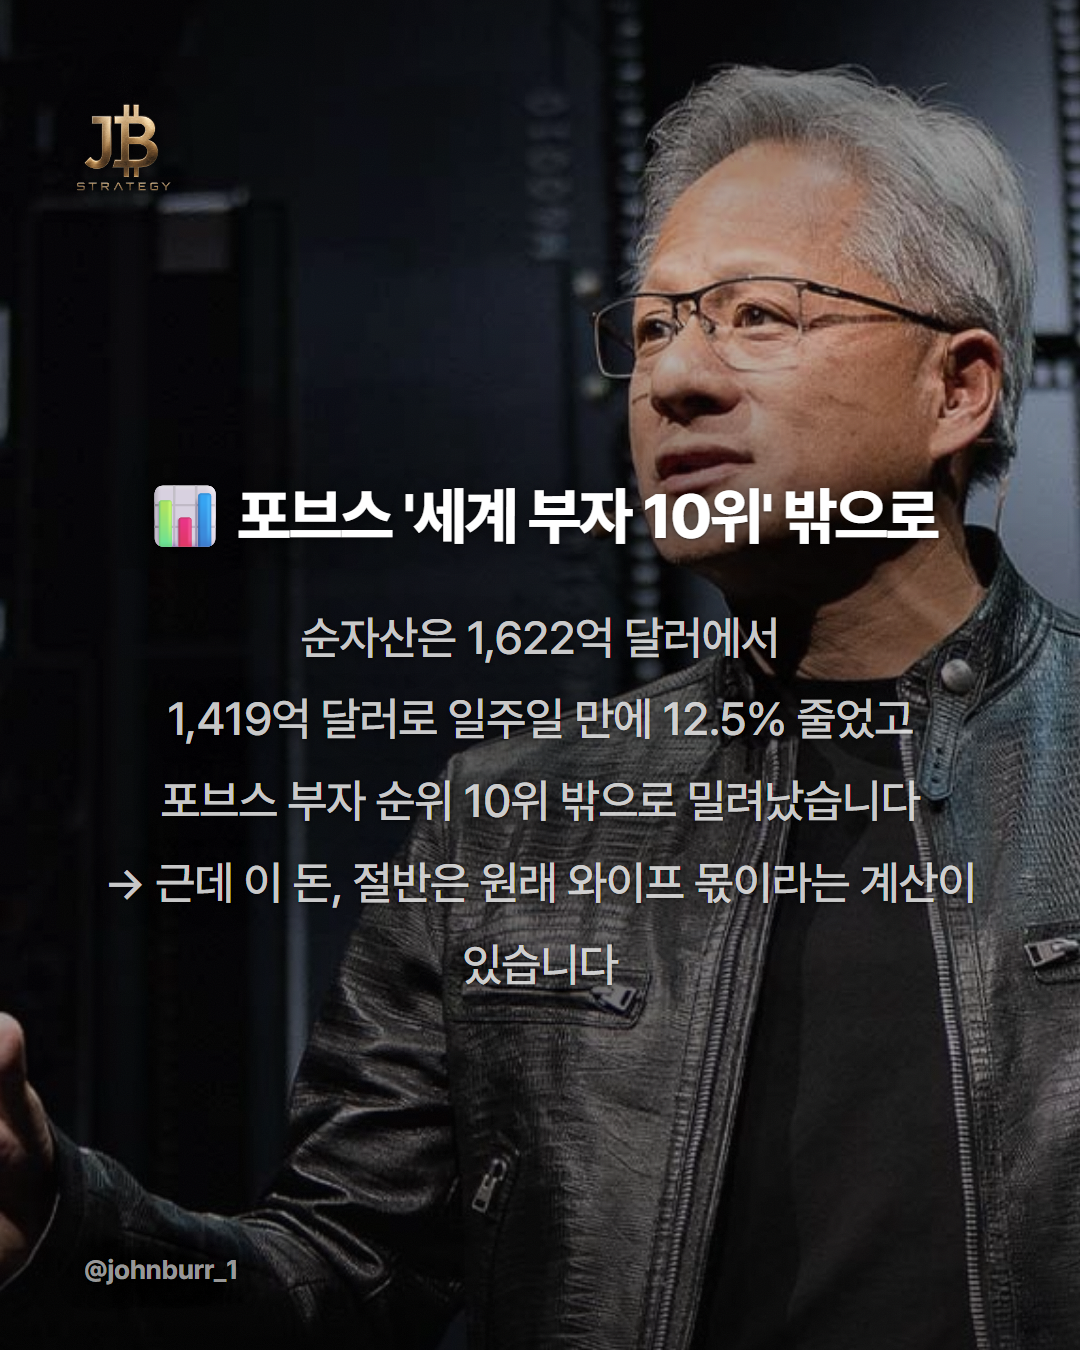 JB
STRATEGY
📊 포브스 '세계 부자 10위' 밖으로
순자산은 1,622억 달러에서
1,419억 달러로 일주일 만에 12.5% 줄었고
포브스 부자 순위 10위 밖으로 밀려났습니다
→ 근데 이 돈, 절반은 원래 와이프 몫이라는 계산이
있습니다
@johnburr_1